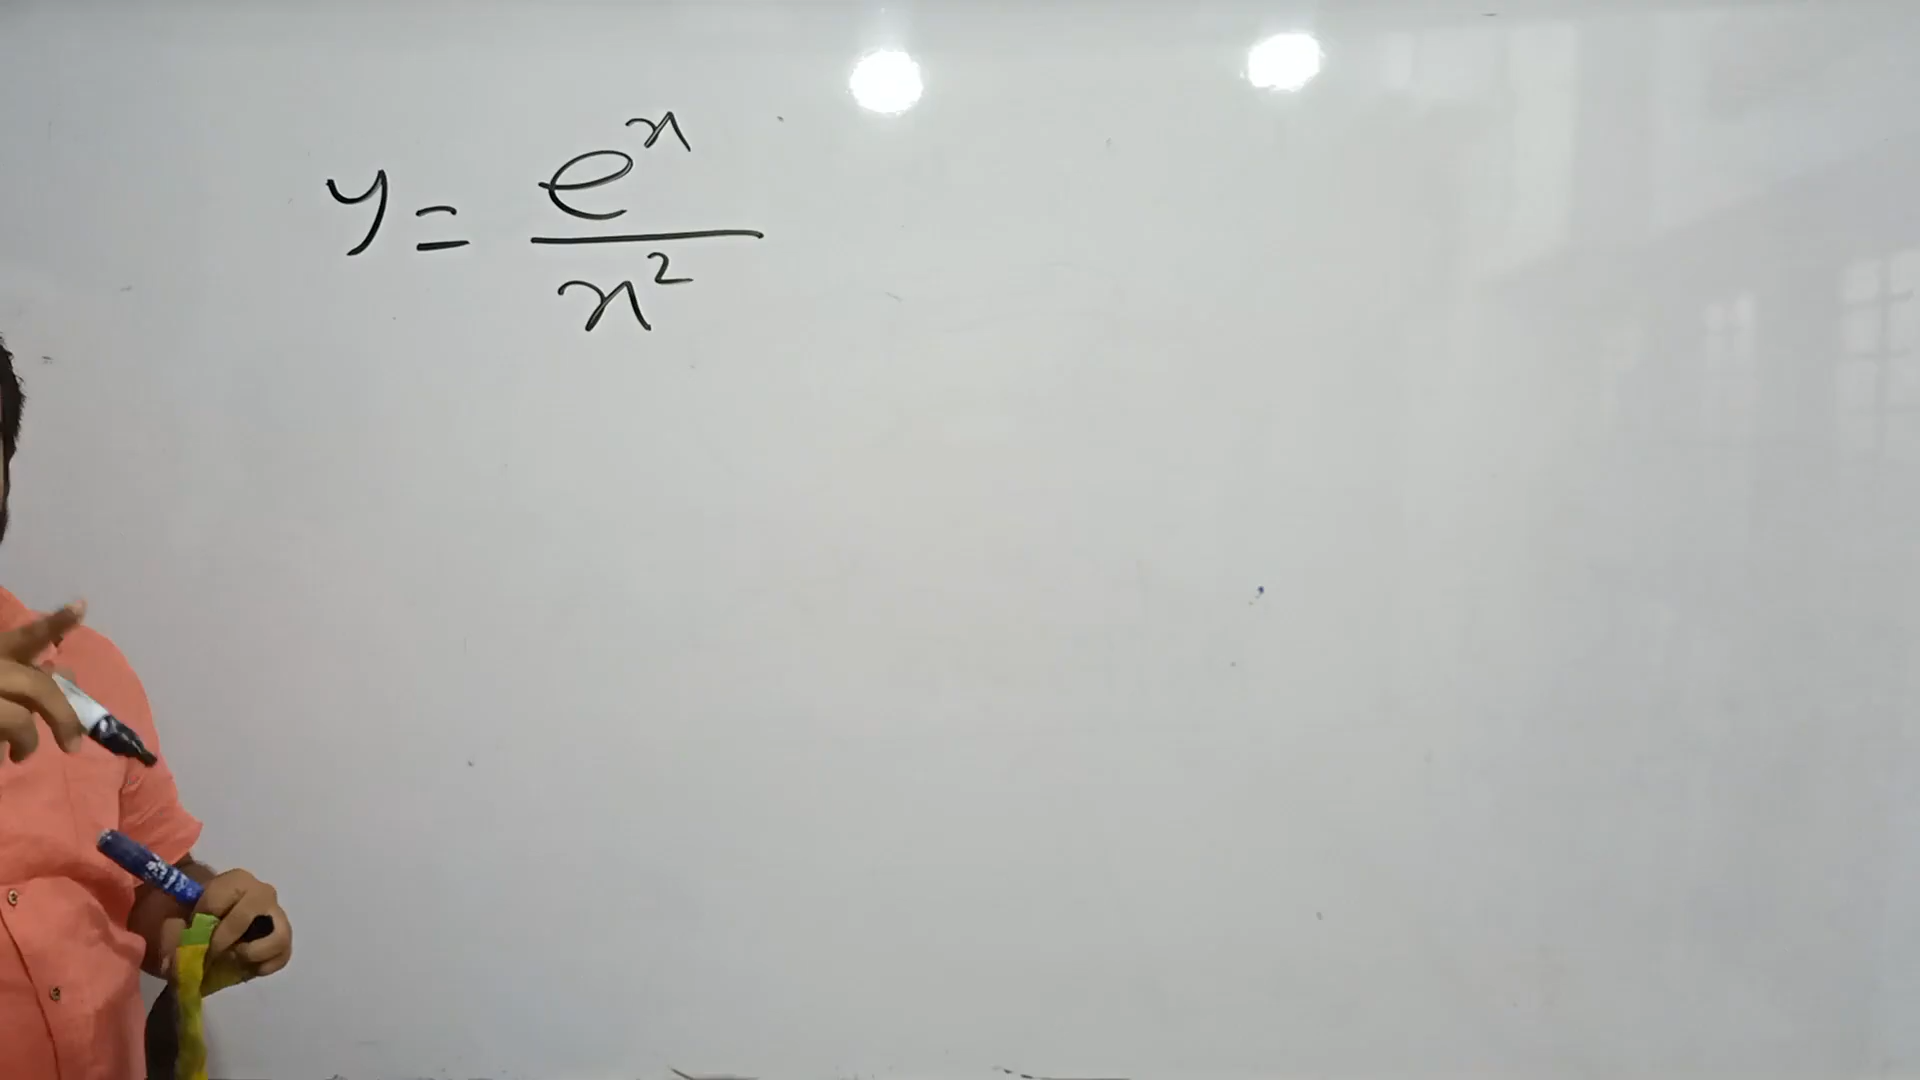 y = e^x / x^2